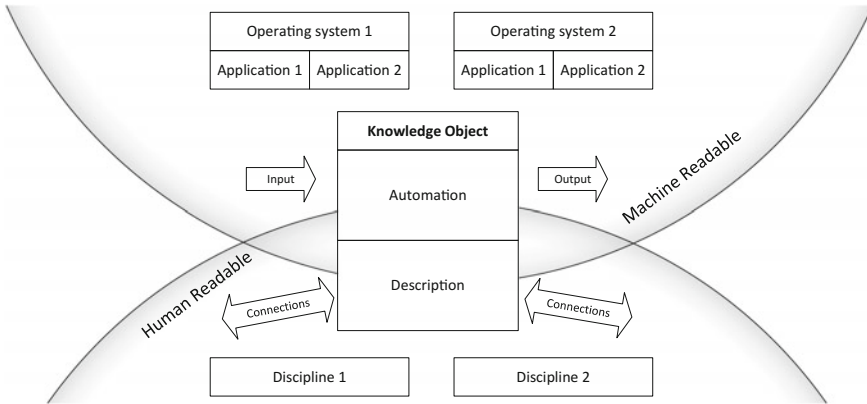 Operating system 1
Operating system 2
Application 1
Application 2
Application 1
Application 2
Knowledge Object
Machine Readable
Input
Output
Automation
Human Readable
Description
Connections
Connections
Discipline 1
Discipline 2